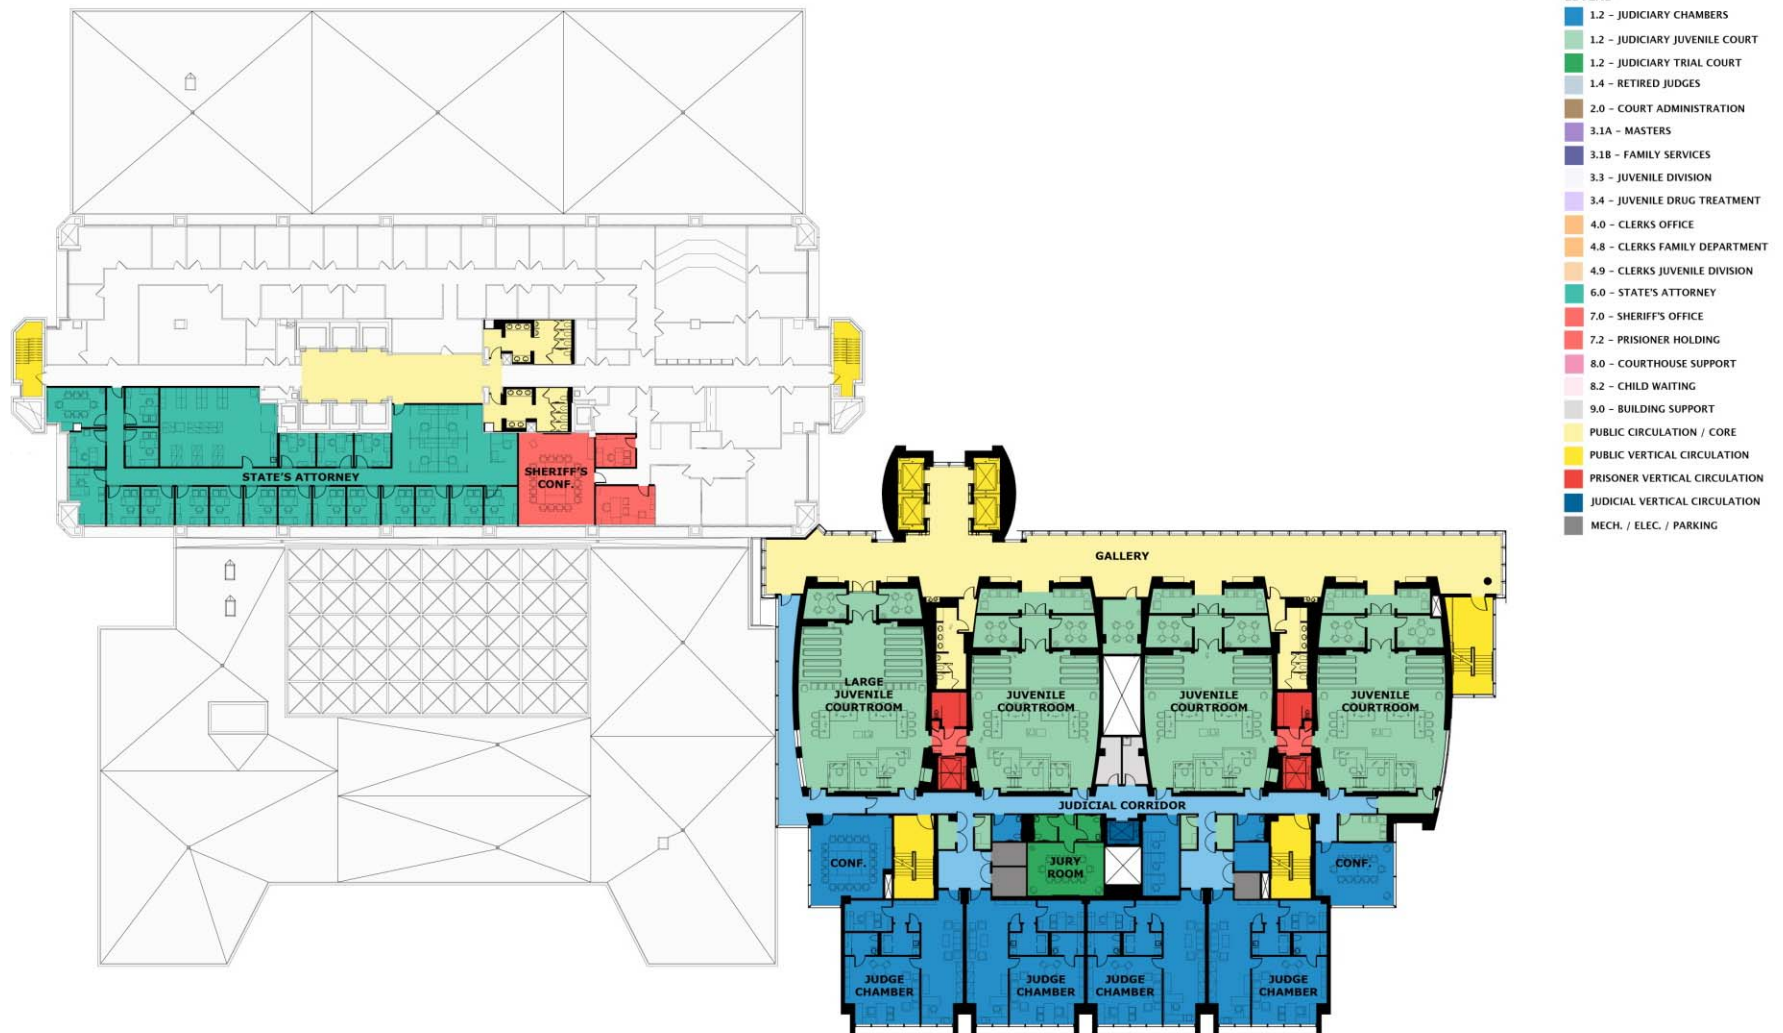 1.2 – JUDICIARY CHAMBERS
1.2 – JUDICIARY JUVENILE COURT
1.2 – JUDICIARY TRIAL COURT
1.4 – RETIRED JUDGES
2.0 – COURT ADMINISTRATION
3.1A – MASTERS
3.1B – FAMILY SERVICES
3.3 – JUVENILE DIVISION
3.4 – JUVENILE DRUG TREATMENT
4.0 – CLERKS OFFICE
4.8 – CLERKS FAMILY DEPARTMENT
4.9 – CLERKS JUVENILE DIVISION
6.0 – STATE'S ATTORNEY
7.0 – SHERIFF'S OFFICE
7.2 – PRISONER HOLDING
8.0 – COURTHOUSE SUPPORT
8.2 – CHILD WAITING
9.0 – BUILDING SUPPORT
PUBLIC CIRCULATION / CORE
PUBLIC VERTICAL CIRCULATION
PRISONER VERTICAL CIRCULATION
JUDICIAL VERTICAL CIRCULATION
MECH. / ELEC. / PARKING
STATE'S ATTORNEY
SHERIFF'S
CONF.
GALLERY
LARGE
JUVENILE
COURTROOM
JUVENILE
COURTROOM
JUVENILE
COURTROOM
JUVENILE
COURTROOM
JUDICIAL CORRIDOR
CONF.
JURY
ROOM
CONF.
JUDGE
CHAMBER
JUDGE
CHAMBER
JUDGE
CHAMBER
JUDGE
CHAMBER